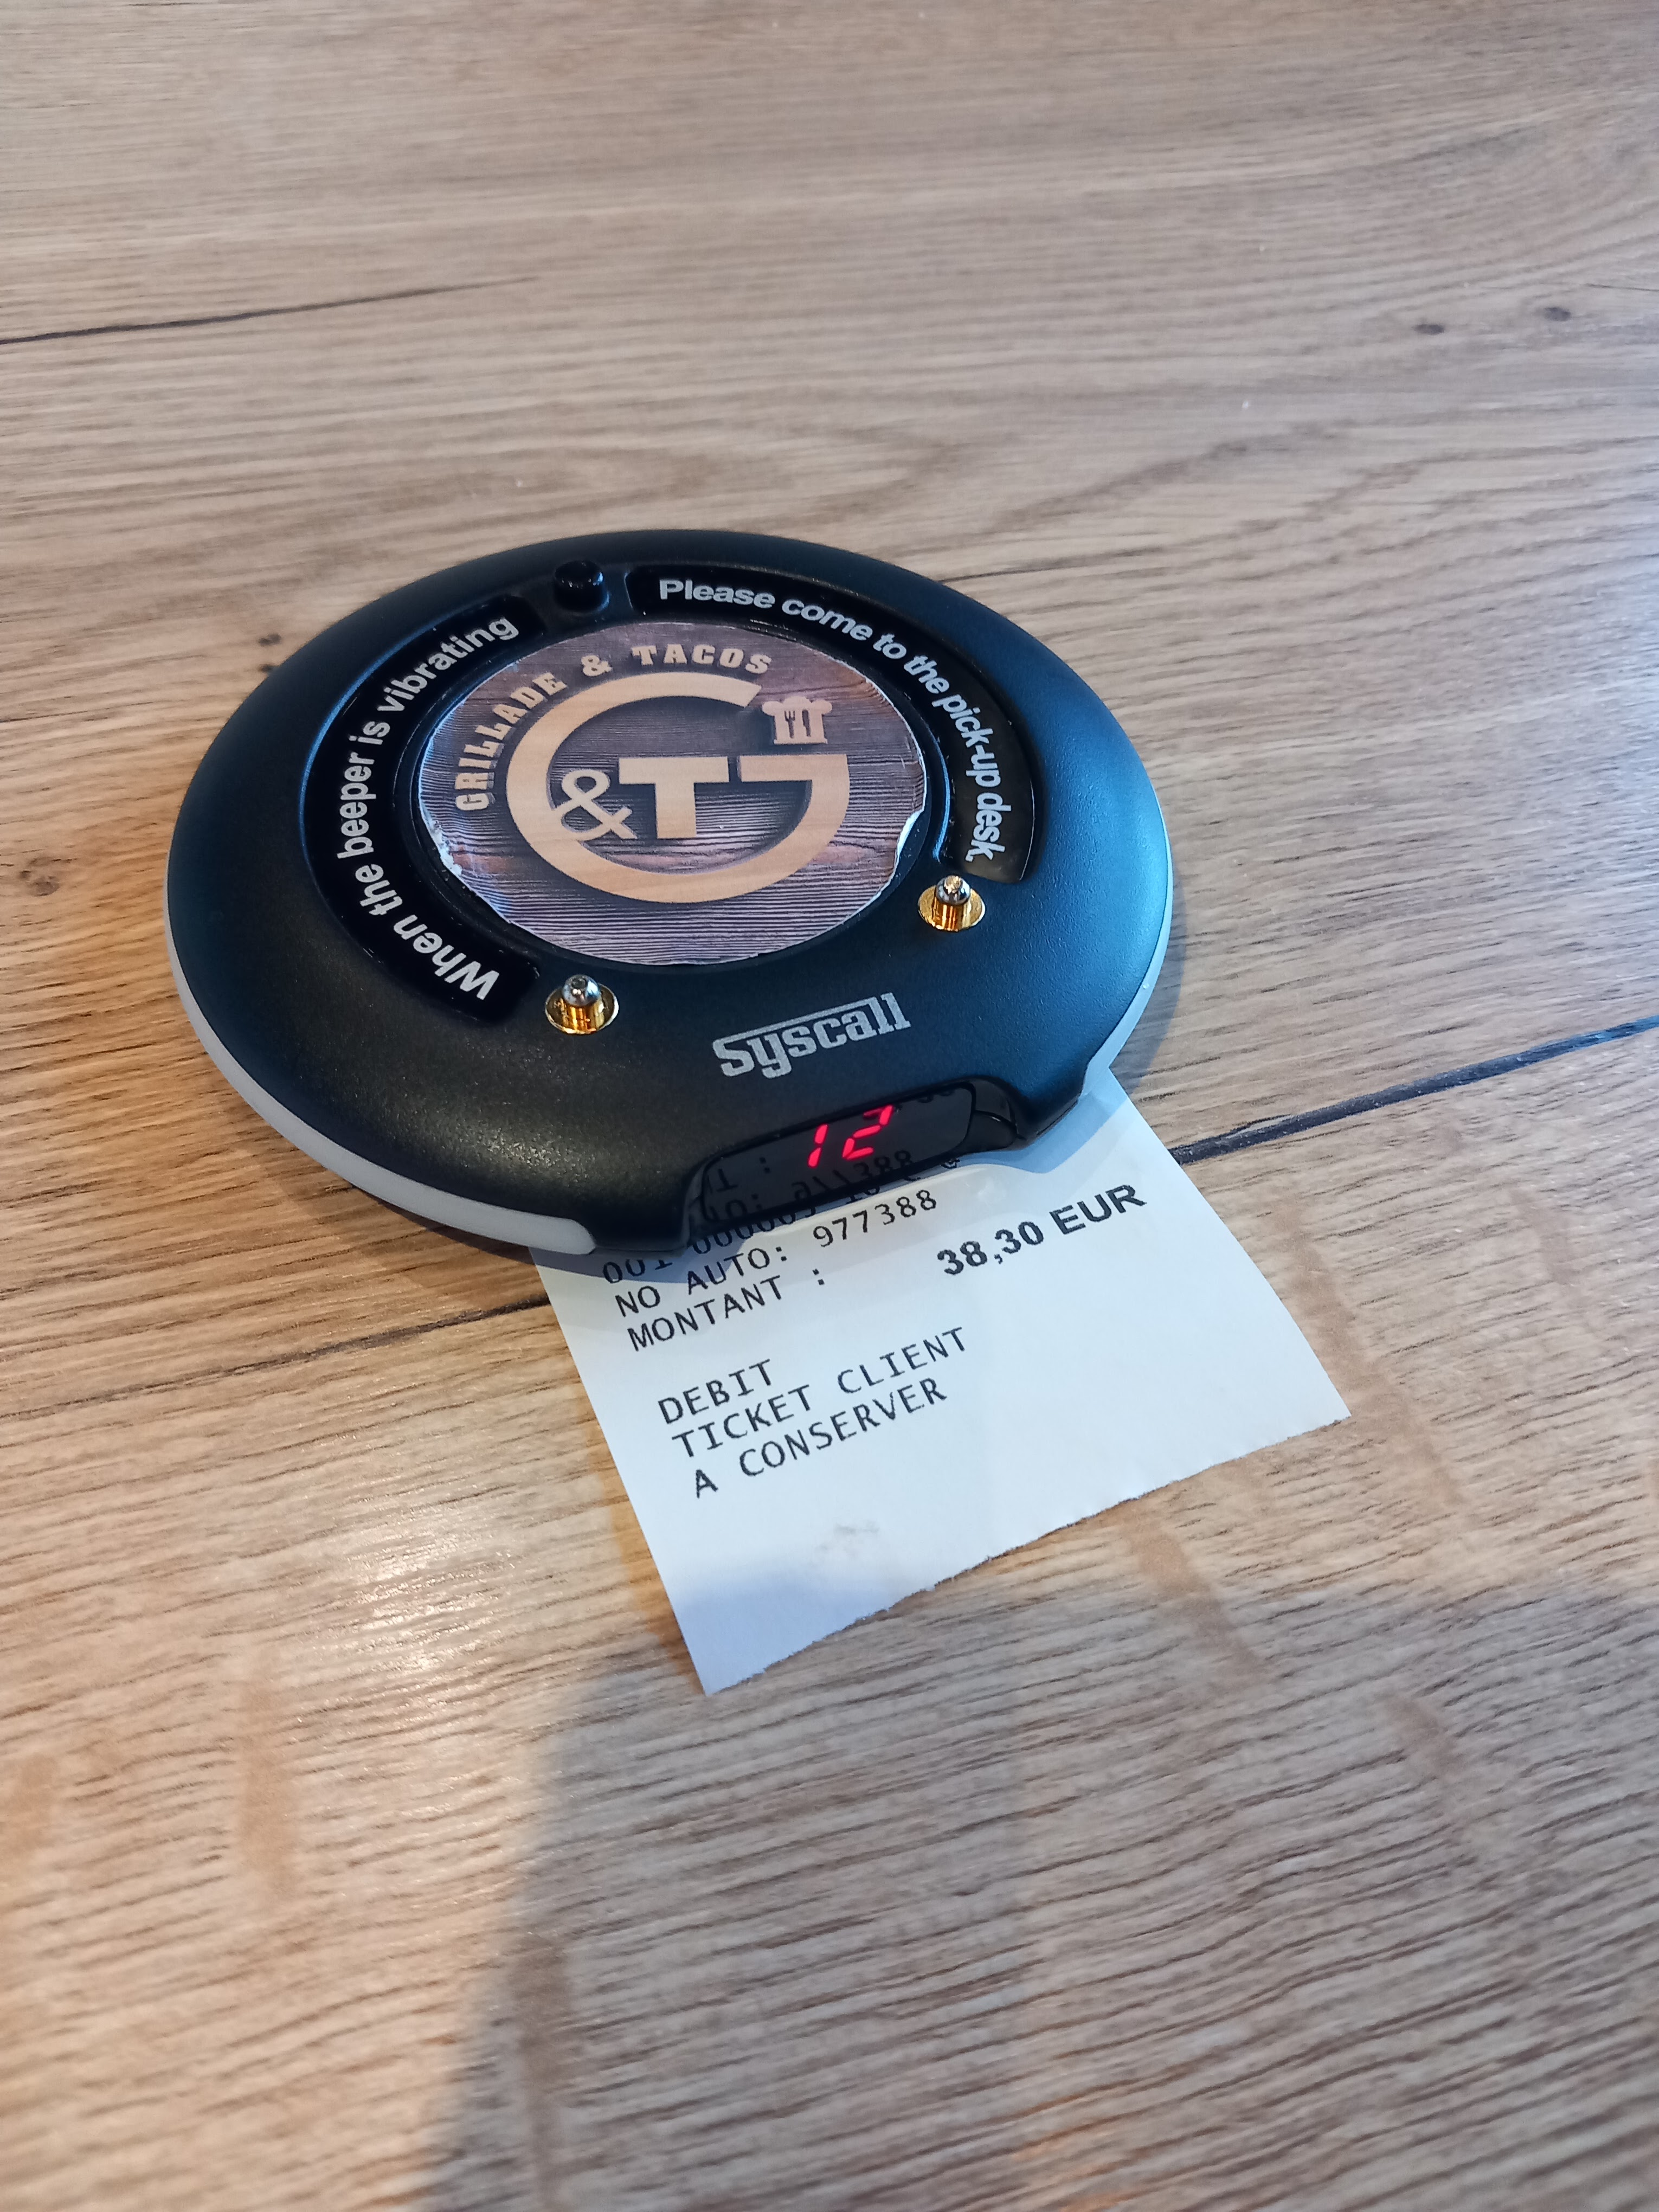 When the beeper is vibrating
Please come to the pick-up desk.
GRILLADE & TACOS
G
&T
Syscall
12
NO AUTO: 977388
MONTANT : 38,30 EUR
DEBIT
TICKET CLIENT
A CONSERVER